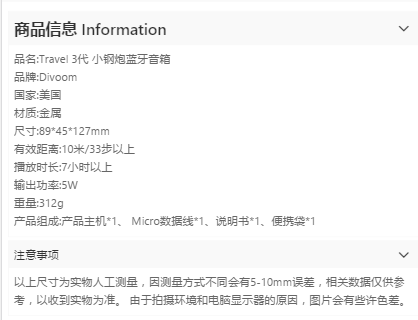 商品信息 Information
品名:Travel 3代 小钢炮蓝牙音箱
品牌:Divoom
国家:美国
材质:金属
尺寸:89*45*127mm
有效距离:10米/33步以上
播放时长:7小时以上
输出功率:5W
重量:312g
产品组成:产品主机*1、 Micro数据线*1、说明书*1、便携袋*1
注意事项
以上尺寸为实物人工测量，因测量方式不同会有5-10mm误差，相关数据仅供参
考，以收到实物为准。 由于拍摄环境和电脑显示器的原因，图片会有些许色差。